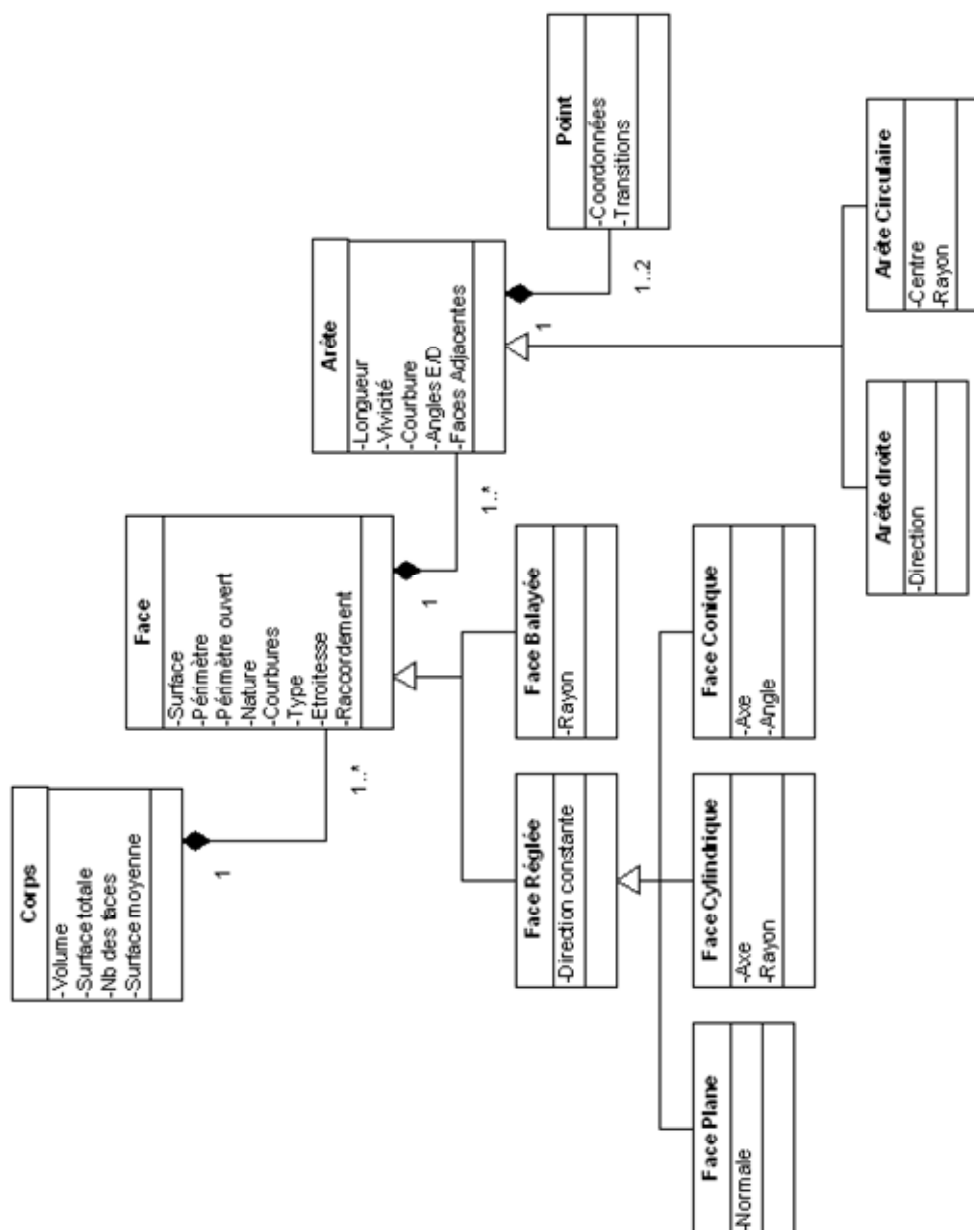 Corps
-Volume
-Surface totale
-Nb des faces
-Surface moyenne
1
1..*
Face
-Surface
-Périmètre
-Périmètre ouvert
-Nature
-Courbures
-Type
-Etroitesse
-Raccordement
1
1..*
Aréte
-Longueur
-Vivicité
-Courbure
-Angles E/D
-Faces Adjacentes
1
1..2
Point
-Coordonnées
-Transitions
Face Réglée
-Direction constante
Face Balayée
-Rayon
Face Plane
-Normale
Face Cylindrique
-Axe
-Rayon
Face Conique
-Axe
-Angle
Aréte droite
-Direction
Aréte Circulaire
-Centre
-Rayon